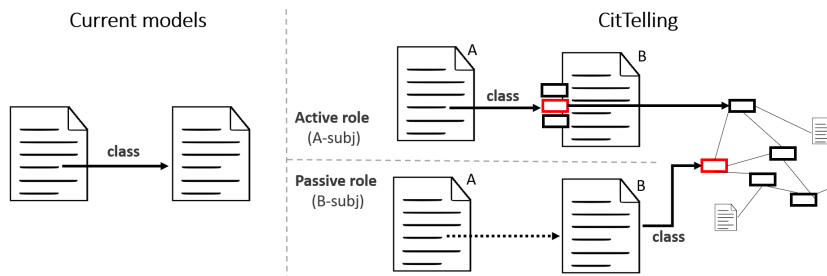 Current models
CitTelling
class
A
B
class
Active role
(A-subj)
Passive role
(B-subj)
A
B
class